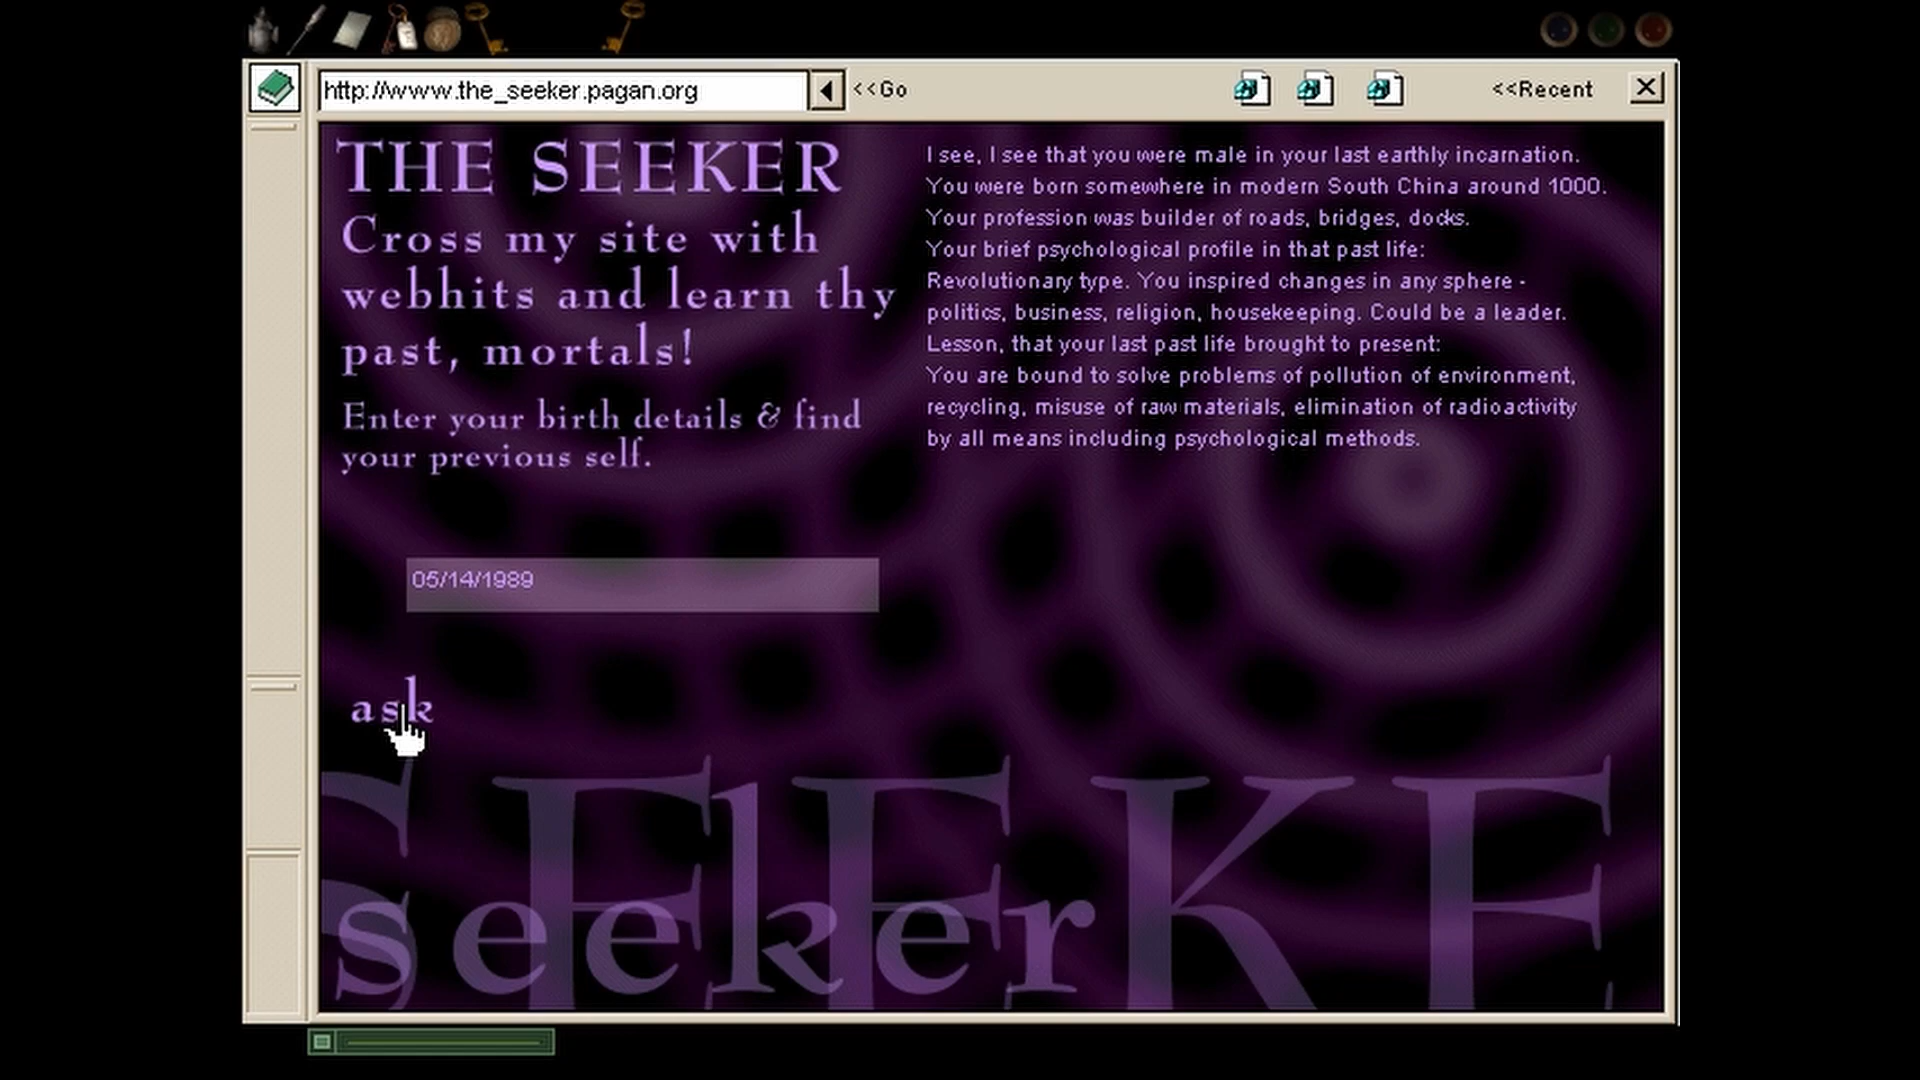 http://www.the_seeker.pagan.org
<<Go
<<Recent
THE SEEKER
Cross my site with
webhits and learn thy
past, mortals!
Enter your birth details & find
your previous self.
05/14/1989
ask
I see, I see that you were male in your last earthly incarnation.
You were born somewhere in modern South China around 1000.
Your profession was builder of roads, bridges, docks.
Your brief psychological profile in that past life:
Revolutionary type. You inspired changes in any sphere -
politics, business, religion, housekeeping. Could be a leader.
Lesson, that your last past life brought to present:
You are bound to solve problems of pollution of environment,
recycling, misuse of raw materials, elimination of radioactivity
by all means including psychological methods.
SEEKE
seeker